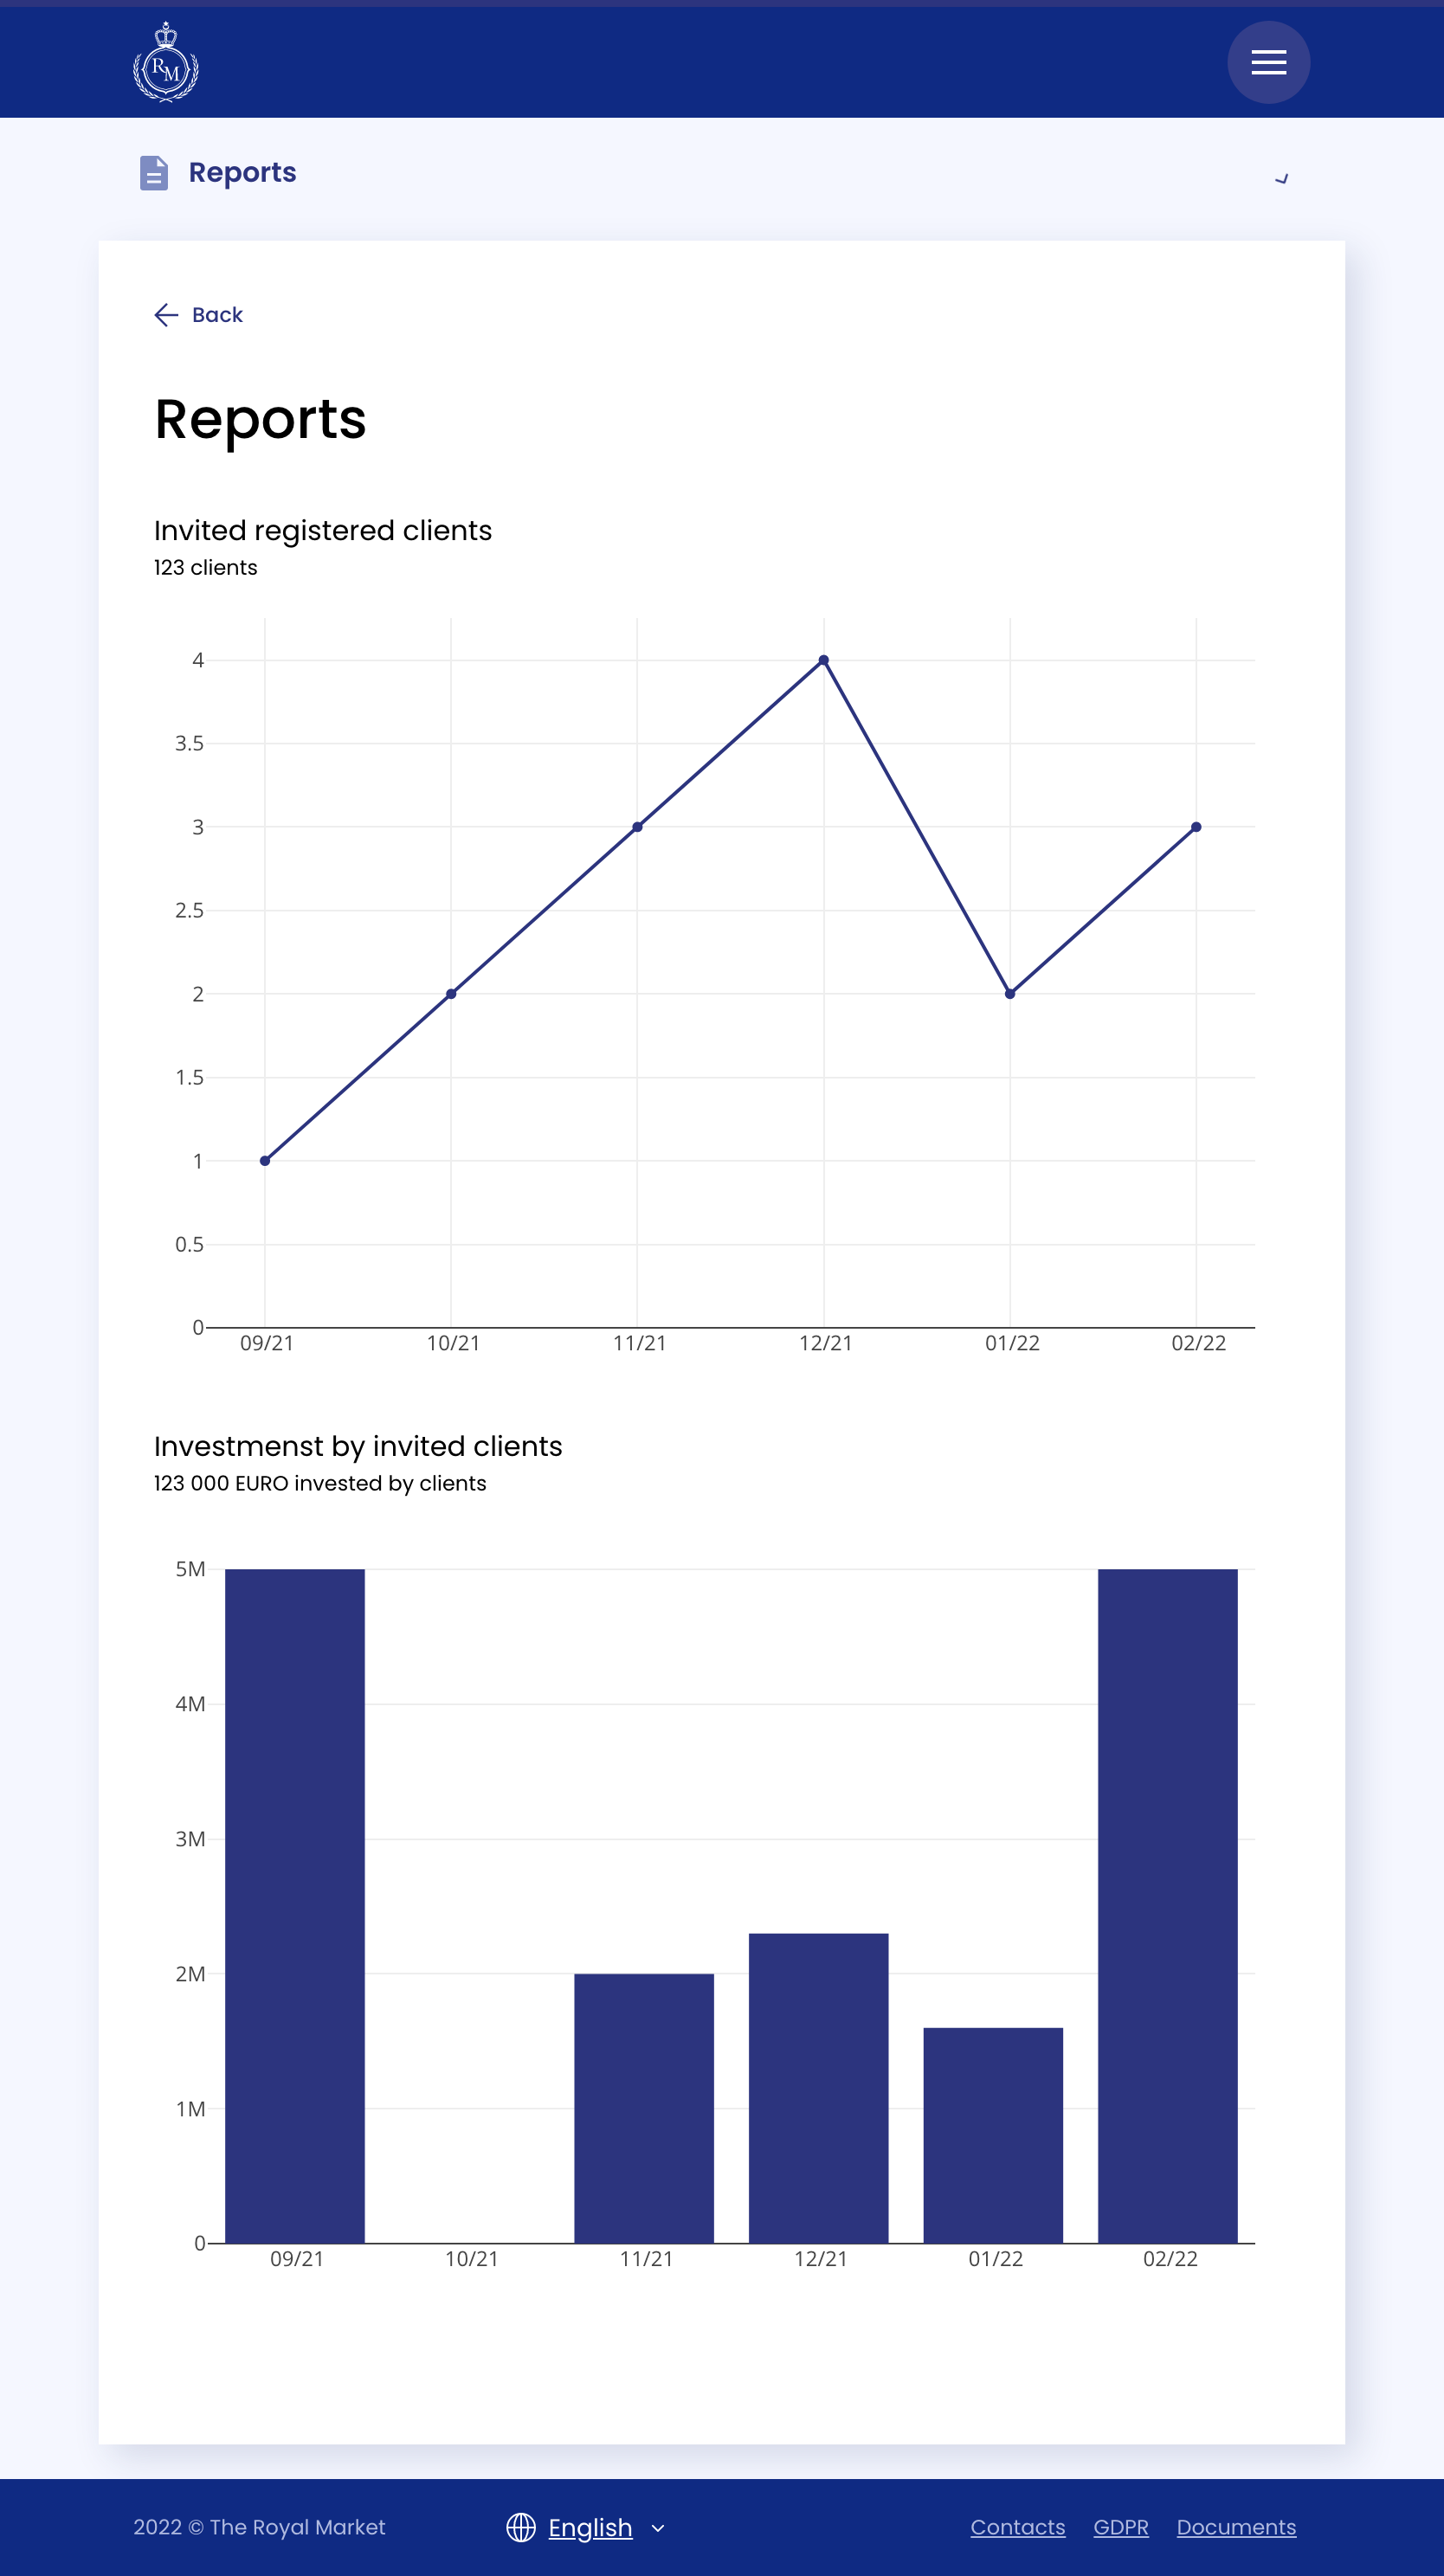 RM
Reports
Back
Reports
Invited registered clients
123 clients
4
3.5
3
2.5
2
1.5
1
0.5
0
09/21 10/21 11/21 12/21 01/22 02/22
Investmenst by invited clients
123 000 EURO invested by clients
5M
4M
3M
2M
1M
0
09/21 10/21 11/21 12/21 01/22 02/22
2022 © The Royal Market English Contacts GDPR Documents